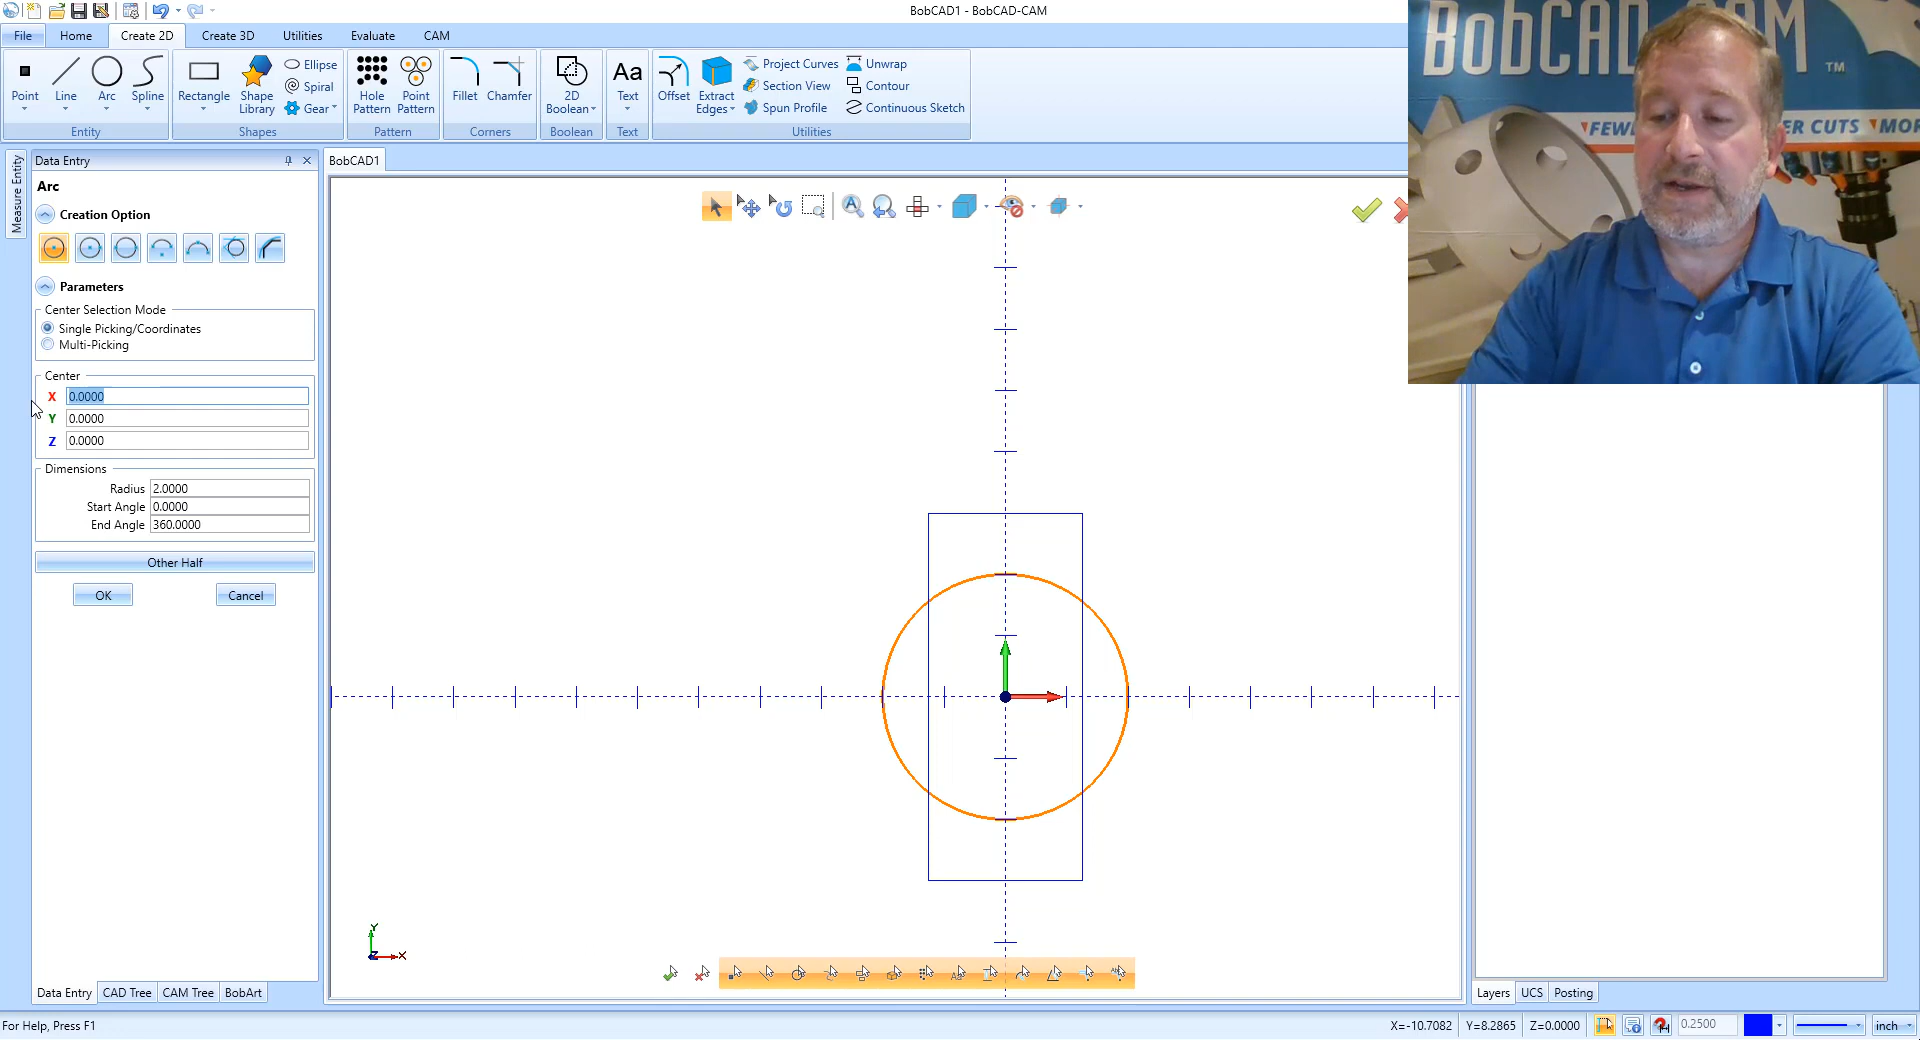 BobCAD1 - BobCAD-CAM
File Home Create 2D Create 3D Utilities Evaluate CAM
Point Line Arc Spline
Entity
Rectangle Shape Library Ellipse Spiral Gear
Shapes
Hole Pattern Point Pattern
Pattern
Fillet Chamfer
Corners
2D Boolean
Boolean
Aa Text
Text
Offset Extract Edges Project Curves Section View Spun Profile Unwrap Contour Continuous Sketch
Utilities
BobCAD-CAM TM
Measure Entity
Data Entry
BobCAD1
Arc
Creation Option
Parameters
Center Selection Mode
Single Picking/Coordinates
Multi-Picking
Center
X 0.0000
Y 0.0000
Z 0.0000
Dimensions
Radius 2.0000
Start Angle 0.0000
End Angle 360.0000
Other Half
OK Cancel
Y
X
Data Entry CAD Tree CAM Tree BobArt
Layers UCS Posting
For Help, Press F1
X=-10.7082 Y=8.2865 Z=0.0000 0.2500 inch